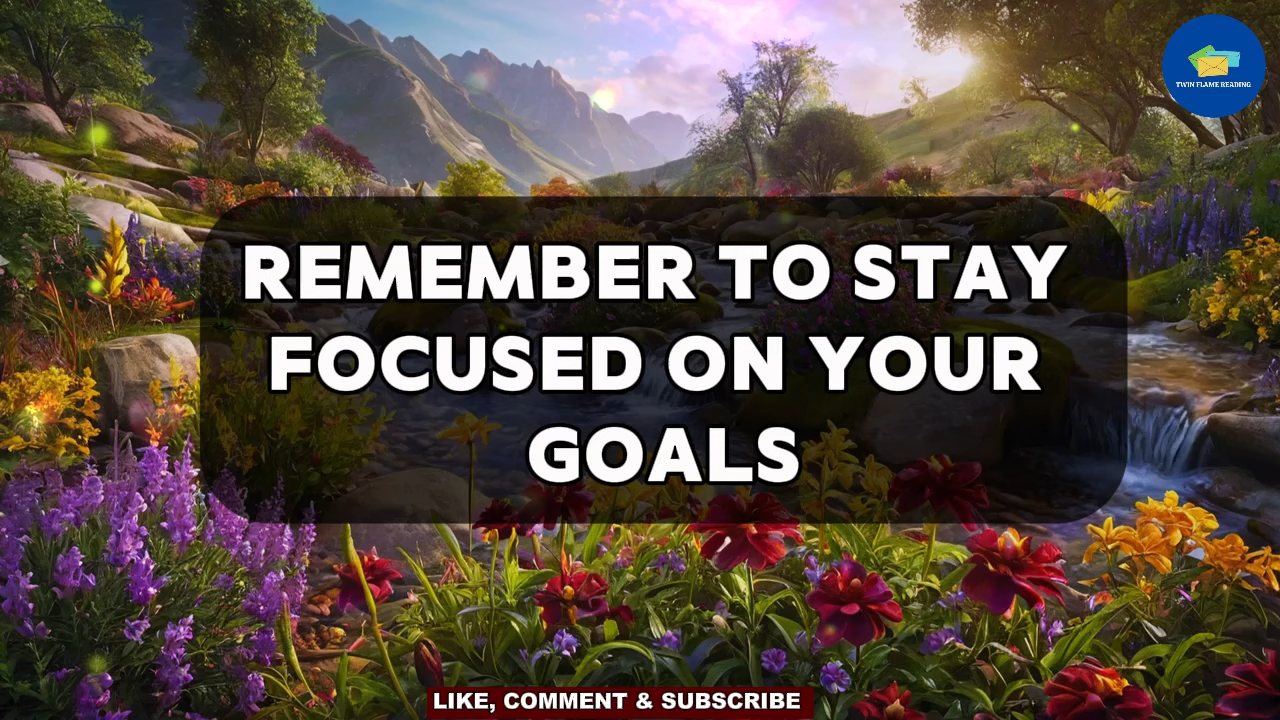 TWIN FLAME READING
REMEMBER TO STAY
FOCUSED ON YOUR
GOALS
LIKE, COMMENT & SUBSCRIBE